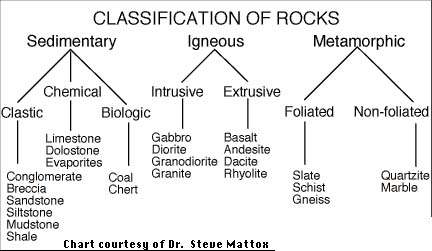 CLASSIFICATION OF ROCKS
Sedimentary
Igneous
Metamorphic
Clastic
Chemical
Biologic
Intrusive
Extrusive
Foliated
Non-foliated
Conglomerate
Breccia
Sandstone
Siltstone
Mudstone
Shale
Limestone
Dolostone
Evaporites
Coal
Chert
Gabbro
Diorite
Granodiorite
Granite
Basalt
Andesite
Dacite
Rhyolite
Slate
Schist
Gneiss
Quartzite
Marble
Chart courtesy of Dr. Steve Mattox